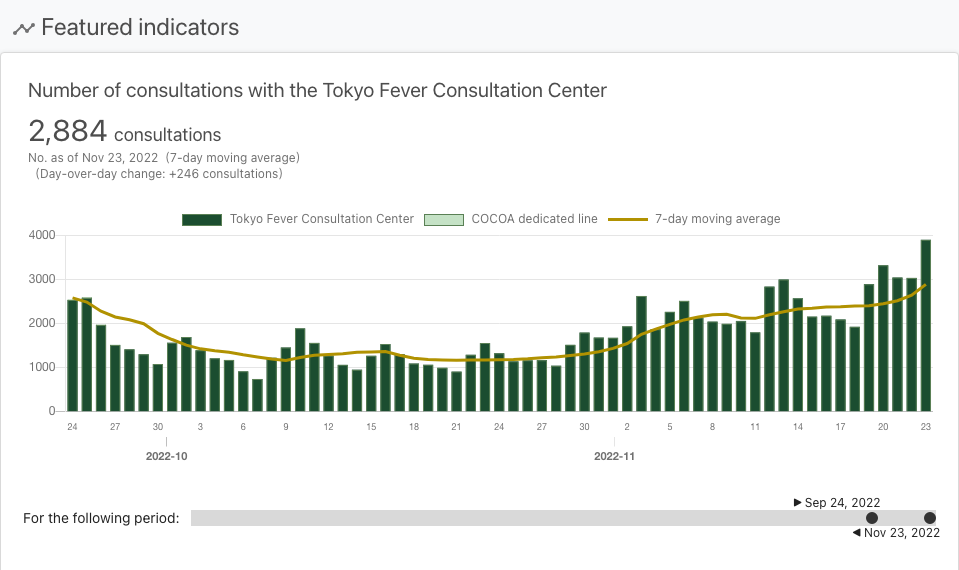 Featured indicators
Number of consultations with the Tokyo Fever Consultation Center
2,884 consultations
No. as of Nov 23, 2022 (7-day moving average)
(Day-over-day change: +246 consultations)
Tokyo Fever Consultation Center COCOA dedicated line 7-day moving average
4000
3000
2000
1000
0
24 27 30 3 6 9 12 15 18 21 24 27 30 2 5 8 11 14 17 20 23
2022-10 2022-11
▶ Sep 24, 2022
For the following period:
◀ Nov 23, 2022